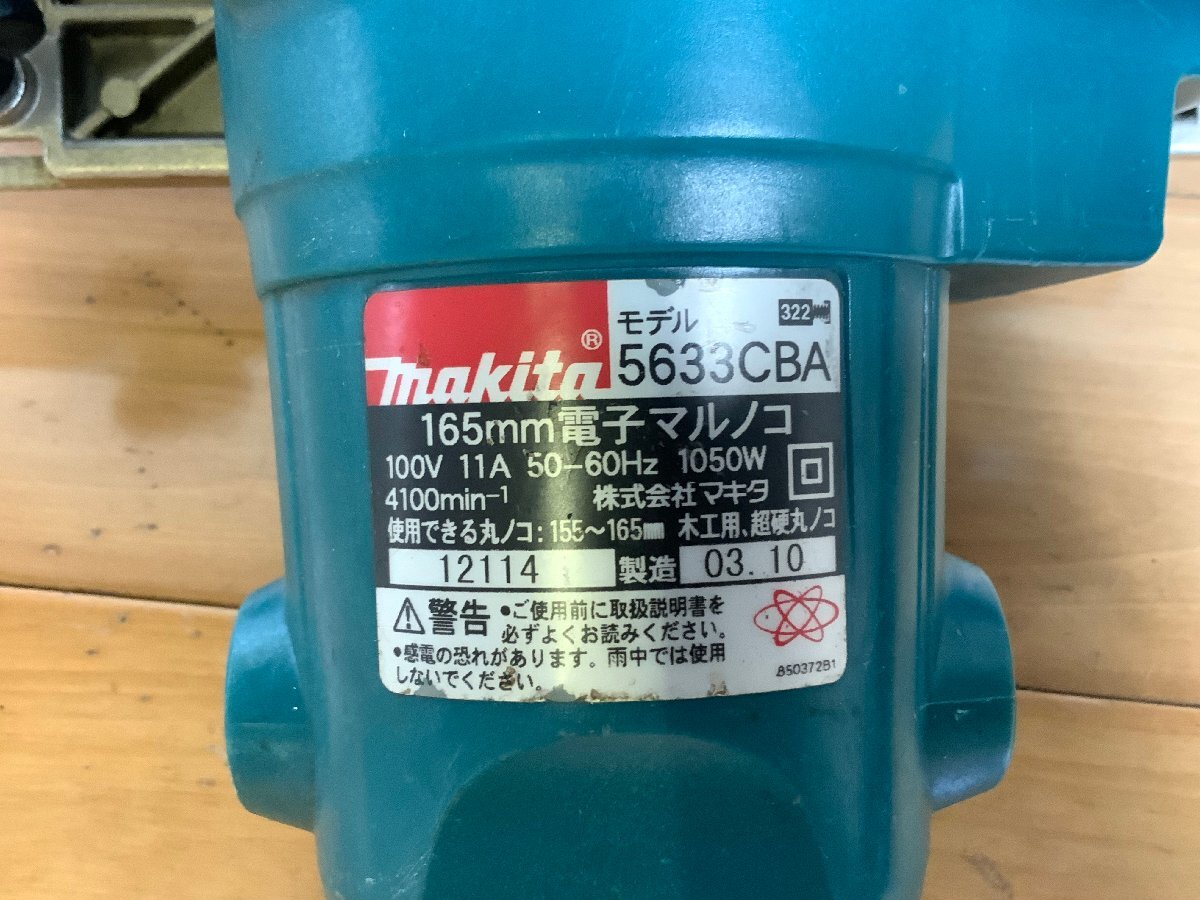 makita®
モデル
322
5633CBA
165mm電子マルノコ
100V 11A 50-60Hz 1050W
4100min-1 株式会社マキタ
使用できる丸ノコ:155~165㎜ 木工用、超硬丸ノコ
12114 製造 03.10
警告 •ご使用前に取扱説明書を
必ずよくお読みください。
•感電の恐れがあります。雨中では使用
しないでください。
850372B1